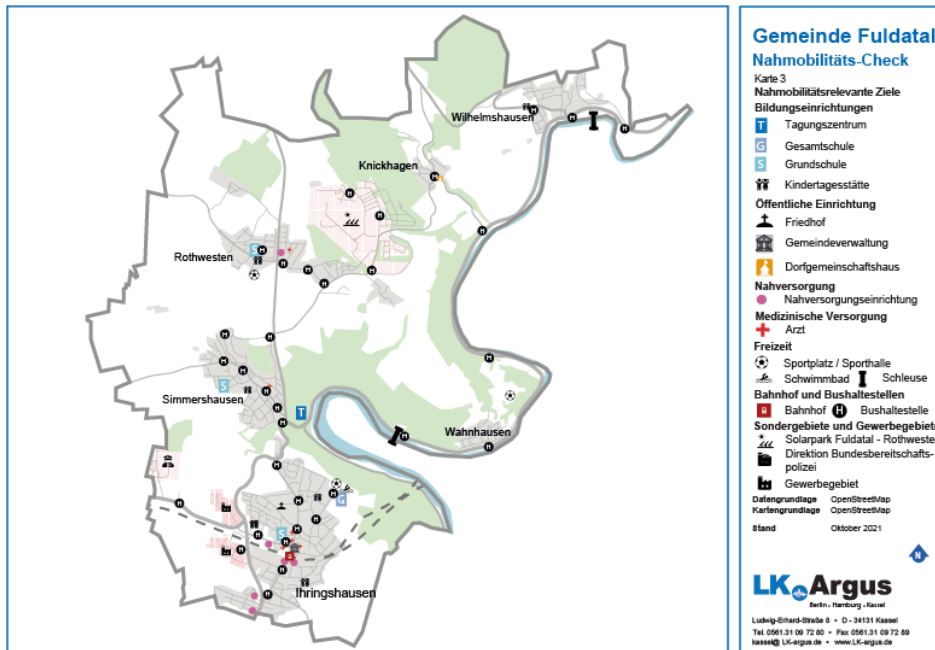 Wilhelmshausen
Knickhagen
Rothwesten
Simmershausen
Wahnhausen
Ihringshausen
Gemeinde Fuldatal
Nahmobilitäts-Check
Karte 3
Nahmobilitätsrelevante Ziele
Bildungseinrichtungen
T Tagungszentrum
G Gesamtschule
S Grundschule
Kindertagesstätte
Öffentliche Einrichtung
Friedhof
Gemeindeverwaltung
Dorfgemeinschaftshaus
Nahversorgung
Nahversorgungseinrichtung
Medizinische Versorgung
Arzt
Freizeit
Sportplatz / Sporthalle
Schwimmbad Schleuse
Bahnhof und Bushaltestellen
Bahnhof H Bushaltestelle
Sondergebiete und Gewerbegebiete
Solarpark Fuldatal - Rothweste
Direktion Bundesbereitschafts-
polizei
Gewerbegebiet
Datengrundlage OpenStreetMap
Kartengrundlage OpenStreetMap
Stand Oktober 2021
N
LK Argus
Berlin • Hamburg • Kassel
Ludwig-Erhard-Straße 8 • D - 34131 Kassel
Tel. 0561.31 09 72 80 • Fax 0561.31 09 72 89
kassel@ LK-argus.de • www.LK-argus.de